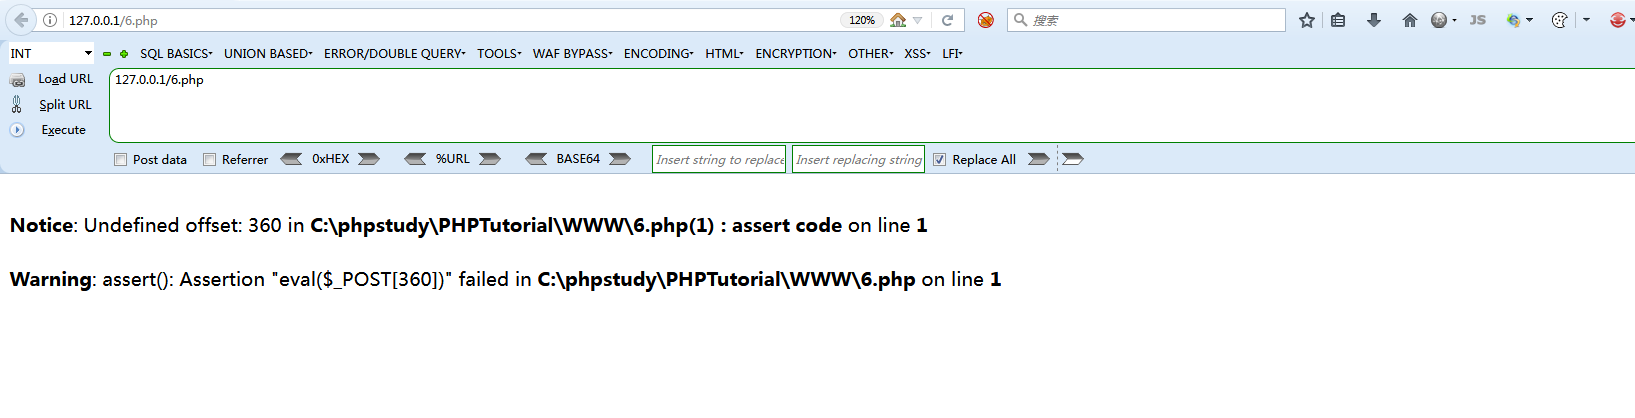 127.0.0.1/6.php
120%
搜索
JS
INT
SQL BASICS
UNION BASED
ERROR/DOUBLE QUERY
TOOLS
WAF BYPASS
ENCODING
HTML
ENCRYPTION
OTHER
XSS
LFI
Load URL
Split URL
Execute
127.0.0.1/6.php
Post data
Referrer
0xHEX
%URL
BASE64
Insert string to replace
Insert replacing string
Replace All
Notice: Undefined offset: 360 in C:\phpstudy\PHPTutorial\WWW\6.php(1) : assert code on line 1
Warning: assert(): Assertion "eval($_POST[360])" failed in C:\phpstudy\PHPTutorial\WWW\6.php on line 1